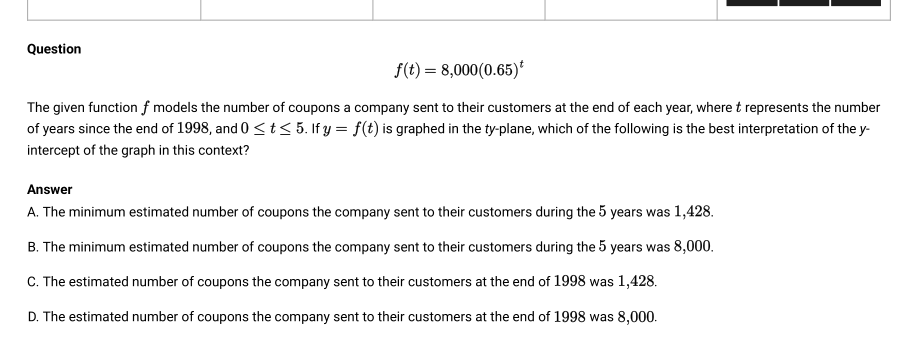 Question
f(t) = 8,000(0.65)^t
The given function f models the number of coupons a company sent to their customers at the end of each year, where t represents the number
of years since the end of 1998, and 0 ≤ t ≤ 5. If y = f(t) is graphed in the ty-plane, which of the following is the best interpretation of the y-
intercept of the graph in this context?
Answer
A. The minimum estimated number of coupons the company sent to their customers during the 5 years was 1,428.
B. The minimum estimated number of coupons the company sent to their customers during the 5 years was 8,000.
C. The estimated number of coupons the company sent to their customers at the end of 1998 was 1,428.
D. The estimated number of coupons the company sent to their customers at the end of 1998 was 8,000.